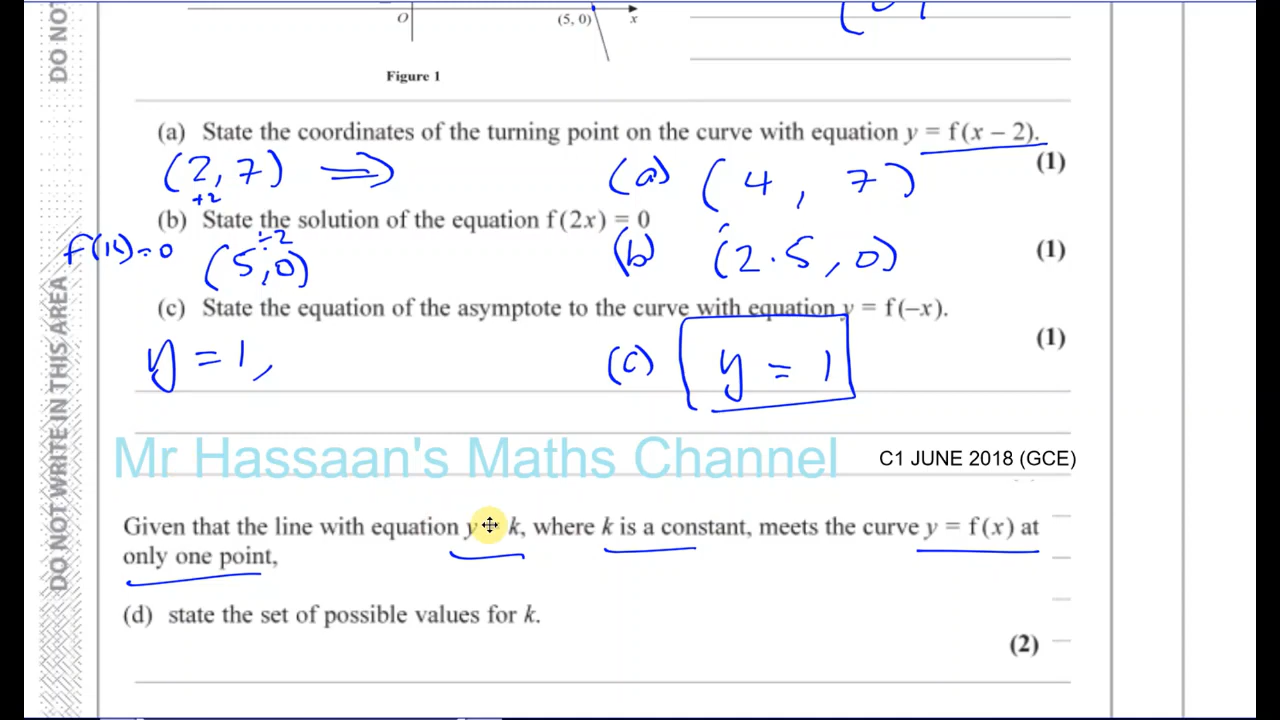 DO NOT
O
(5, 0)
x
Figure 1
(a) State the coordinates of the turning point on the curve with equation y = f(x – 2).
(1)
(2, 7) ⇒
+2
(a) (4, 7)
(b) State the solution of the equation f(2x) = 0
(1)
÷2
(5, 0)
(b) (2.5, 0)
(c) State the equation of the asymptote to the curve with equation y = f(–x).
(1)
y = 1,
(c) y = 1
DO NOT WRITE IN THIS AREA
Mr Hassaan's Maths Channel
C1 JUNE 2018 (GCE)
Given that the line with equation y = k, where k is a constant, meets the curve y = f(x) at
only one point,
(d) state the set of possible values for k.
(2)